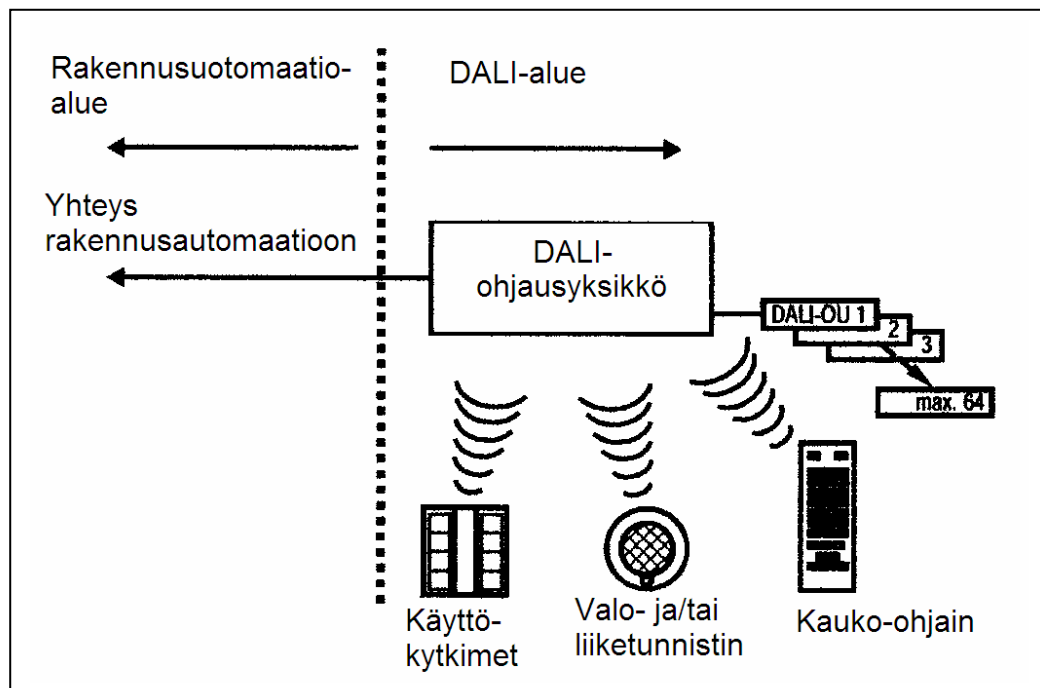 Rakennusuotomaatio-
alue
DALI-alue
Yhteys
rakennusautomaatioon
DALI-
ohjausyksikkö
DALI-OU 1
2
3
max. 64
Käyttö-
kytkimet
Valo- ja/tai
liiketunnistin
Kauko-ohjain